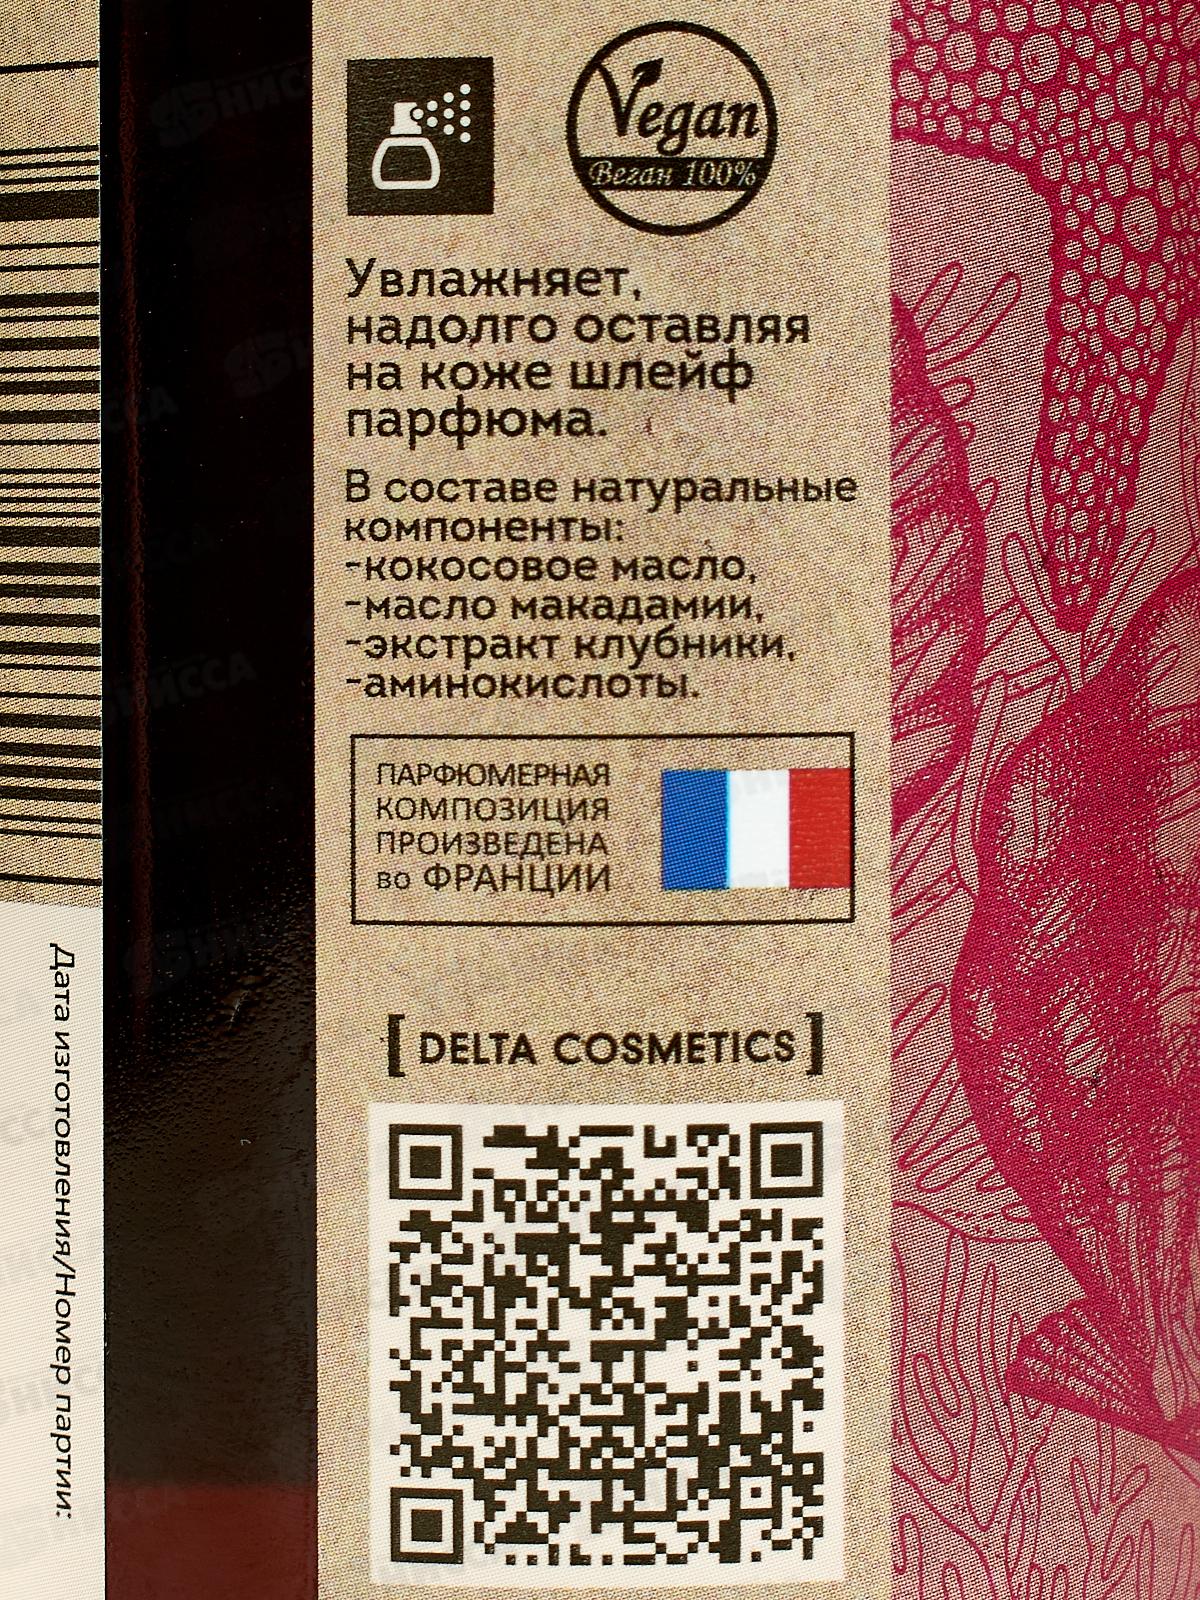 Vegan
Веган 100%
Увлажняет,
надолго оставляя
на коже шлейф
парфюма.
В составе натуральные
компоненты:
-кокосовое масло,
-масло макадамии,
-экстракт клубники,
-аминокислоты.
ПАРФЮМЕРНАЯ
КОМПОЗИЦИЯ
ПРОИЗВЕДЕНА
во ФРАНЦИИ
[ DELTA COSMETICS ]
Дата изготовления/Номер партии: